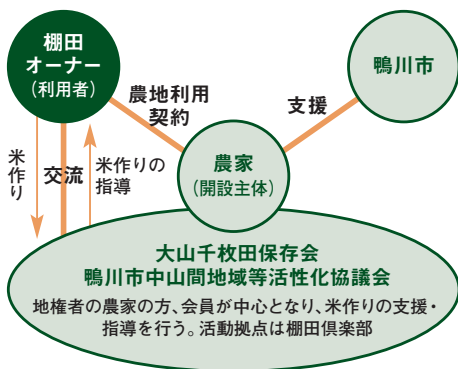 棚田
オーナー
（利用者）
鴨川市
農地利用
契約
支援
米作り
交流
米作りの
指導
農家
（開設主体）
大山千枚田保存会
鴨川市中山間地域等活性化協議会
地権者の農家の方、会員が中心となり、米作りの支援・
指導を行う。活動拠点は棚田倶楽部